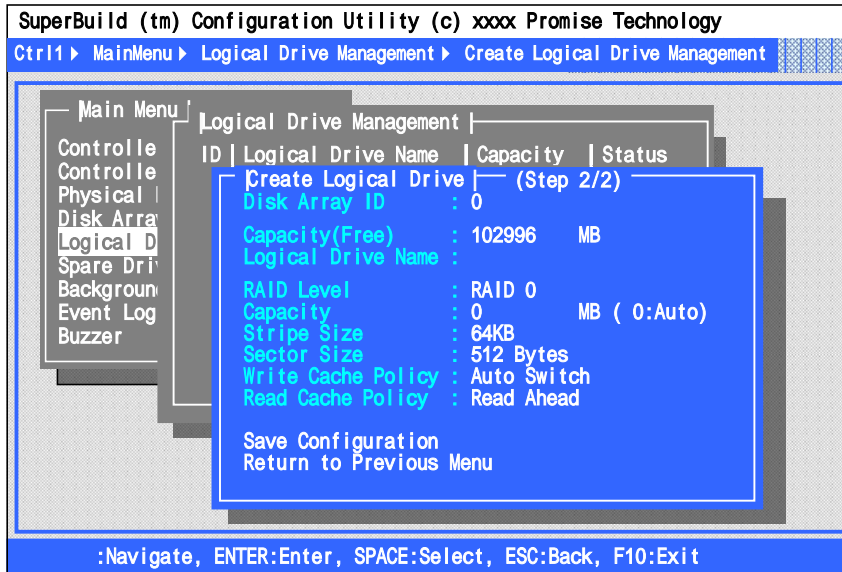 SuperBuild (tm) Configuration Utility (c) xxxx Promise Technology
Ctrl1 MainMenu Logical Drive Management Create Logical Drive Management
Main Menu
Controlle
Controlle
Physical
Disk Arra
Logical D
Spare Dri
Backgroun
Event Log
Buzzer
Logical Drive Management
ID | Logical Drive Name | Capacity | Status
Create Logical Drive (Step 2/2)
Disk Array ID : 0
Capacity(Free) : 102996 MB
Logical Drive Name :
RAID Level : RAID 0
Capacity : 0 MB ( 0:Auto)
Stripe Size : 64KB
Sector Size : 512 Bytes
Write Cache Policy : Auto Switch
Read Cache Policy : Read Ahead
Save Configuration
Return to Previous Menu
:Navigate, ENTER:Enter, SPACE:Select, ESC:Back, F10:Exit